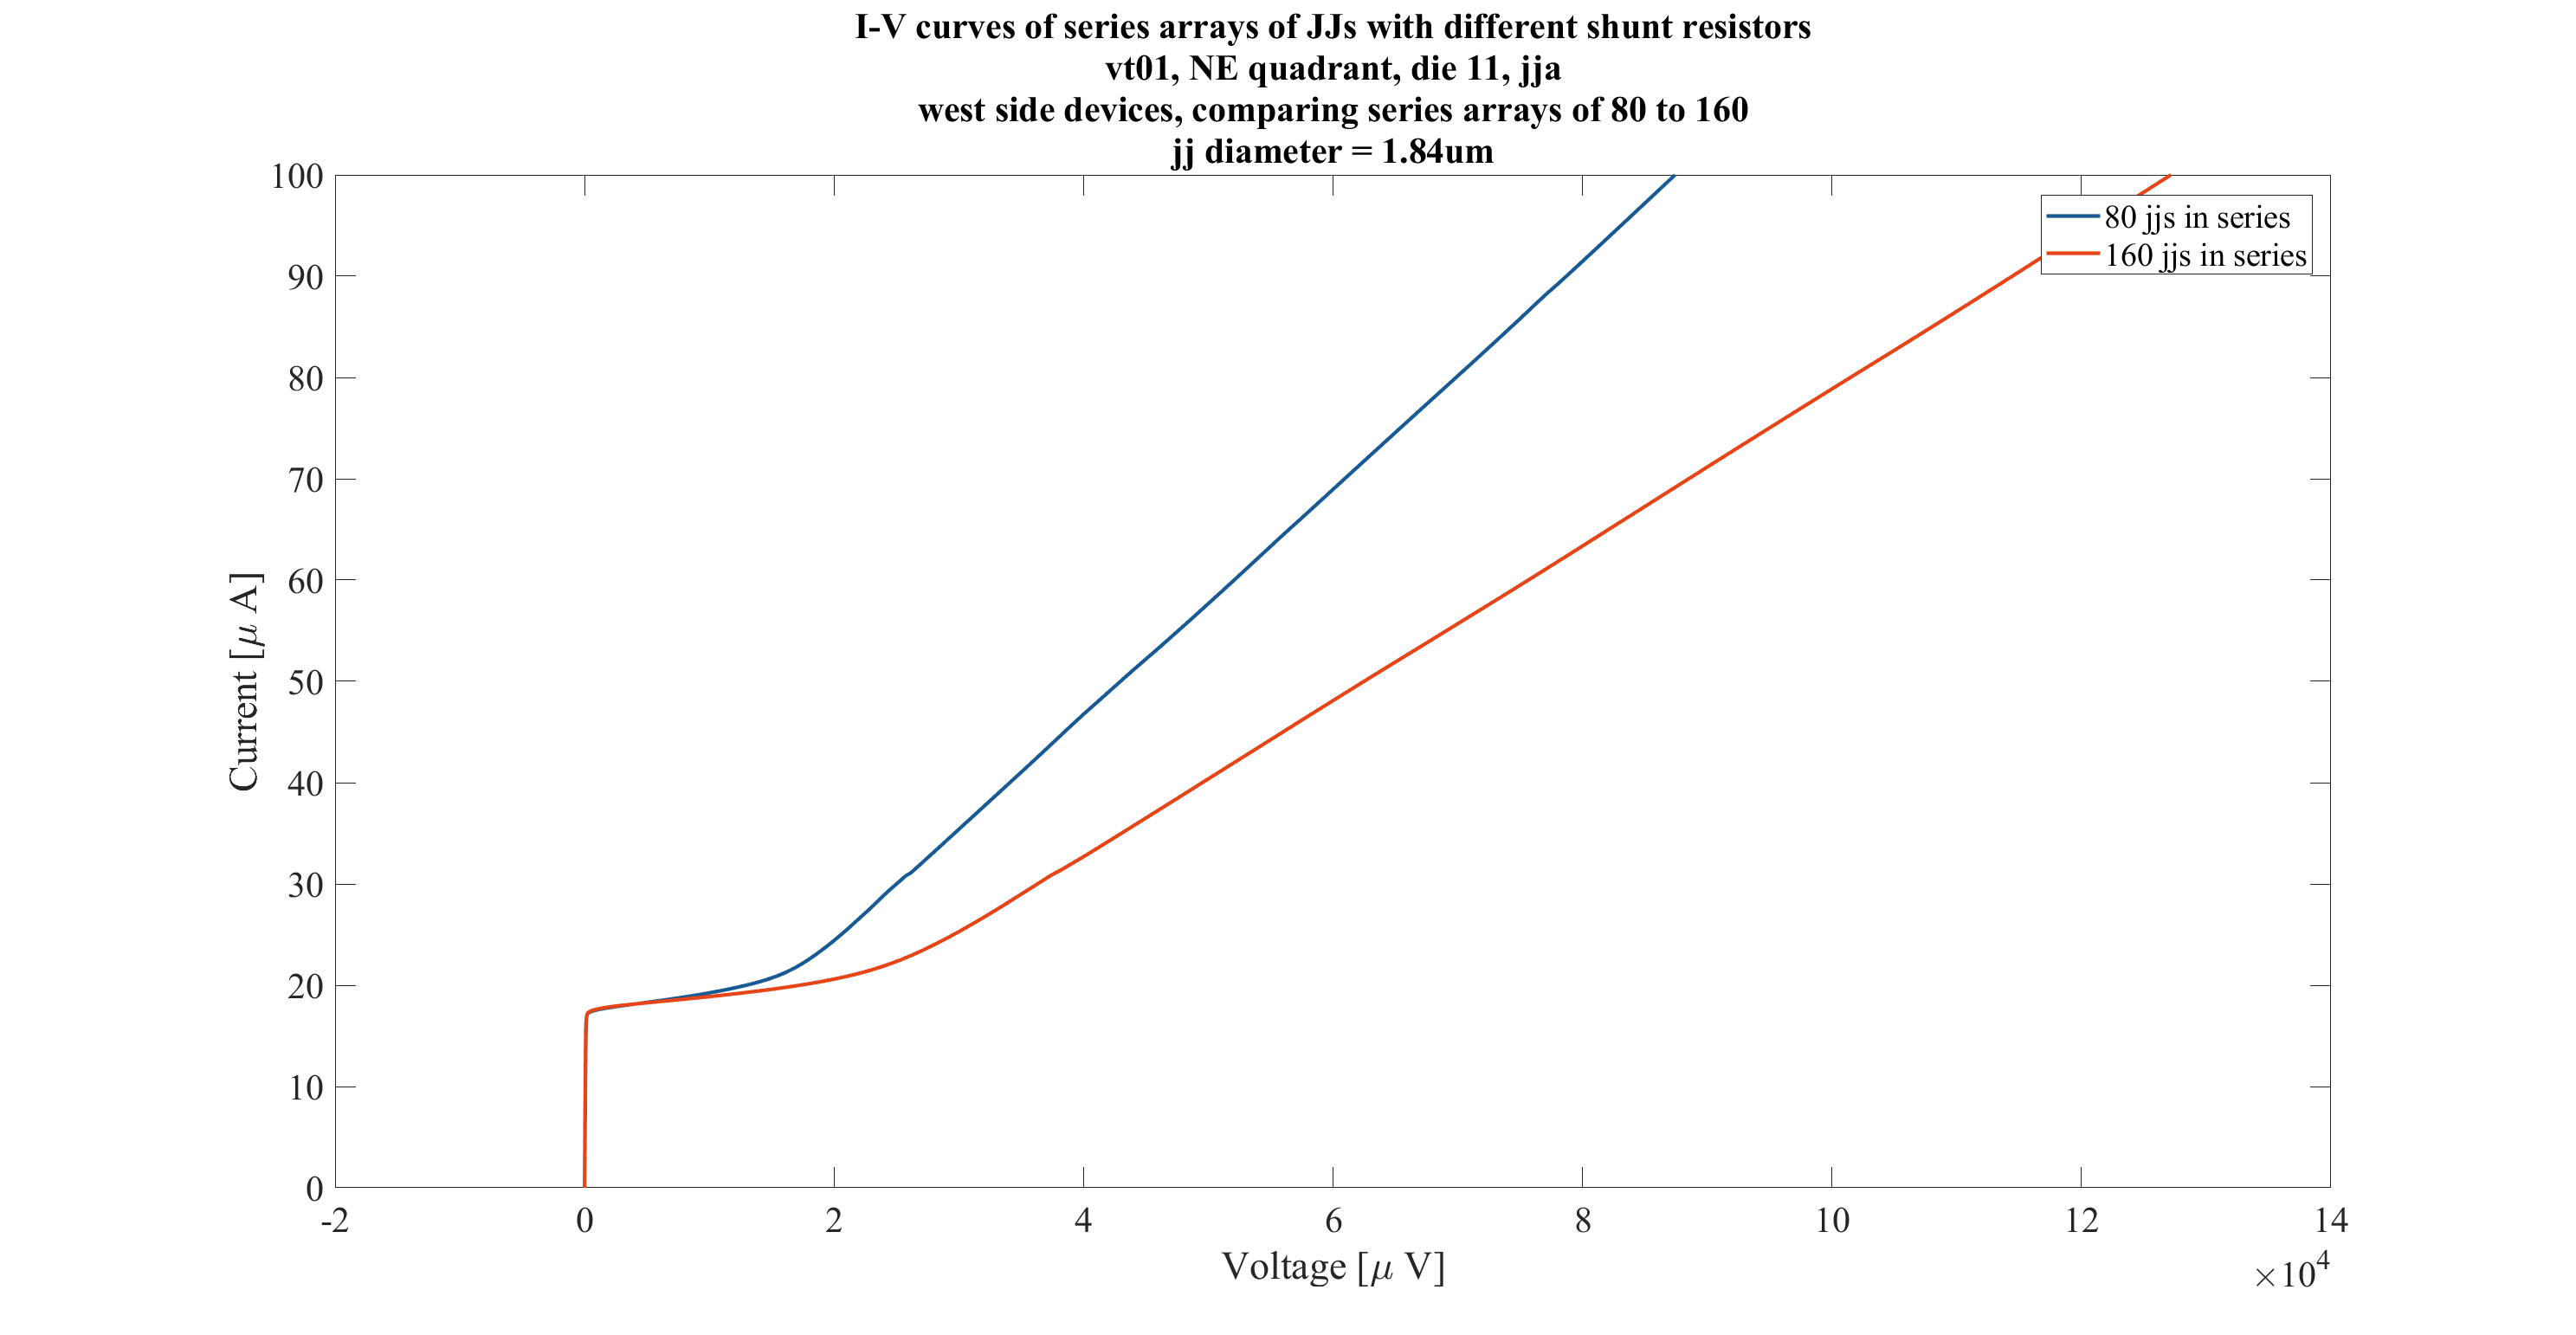 I-V curves of series arrays of JJs with different shunt resistors
vt01, NE quadrant, die 11, jja
west side devices, comparing series arrays of 80 to 160
jj diameter = 1.84um
100
90
80
70
60
50
40
30
20
10
0
Current [μ A]
80 jjs in series
160 jjs in series
-2 0 2 4 6 8 10 12 14
Voltage [μ V]
×10⁴